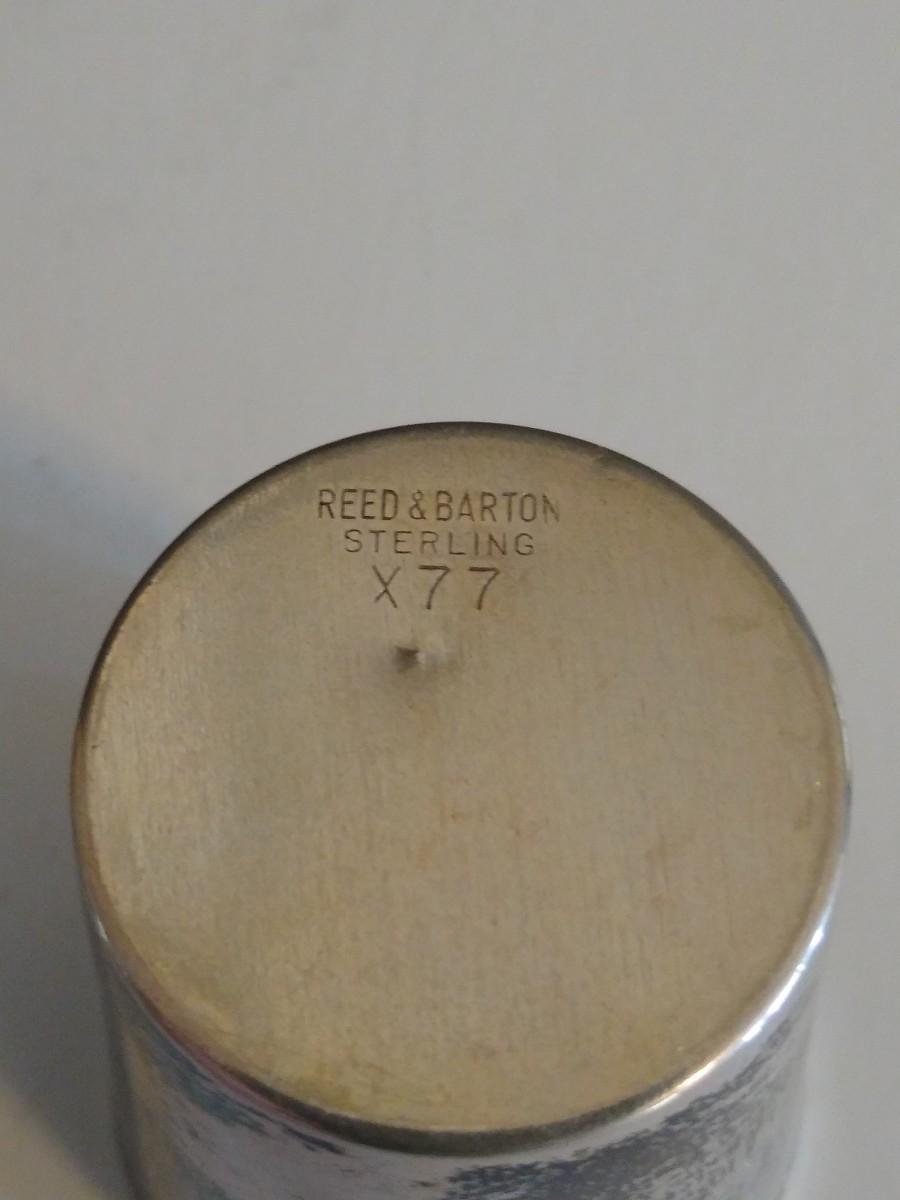 REED & BARTON
STERLING
X77